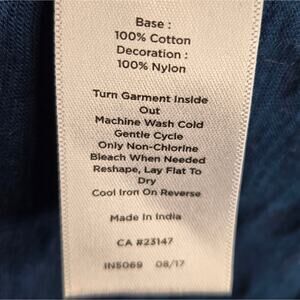 Base :
100% Cotton
Decoration :
100% Nylon
Turn Garment Inside
Out
Machine Wash Cold
Gentle Cycle
Only Non-Chlorine
Bleach When Needed
Reshape, Lay Flat To
Dry
Cool Iron On Reverse
Made In India
CA #23147
IN5069 08/17